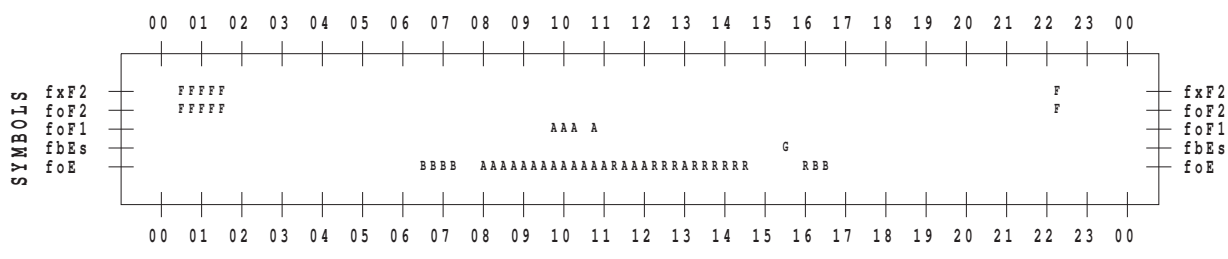 00 01 02 03 04 05 06 07 08 09 10 11 12 13 14 15 16 17 18 19 20 21 22 23 00
SYMBOLS
fxF2 FFFFF F fxF2
foF2 FFFFF F foF2
foF1 AAA A foF1
fbEs G fbEs
foE BBBB AAAAAAAAAAAAARAAARRRARRRRRR RBB foE
00 01 02 03 04 05 06 07 08 09 10 11 12 13 14 15 16 17 18 19 20 21 22 23 00